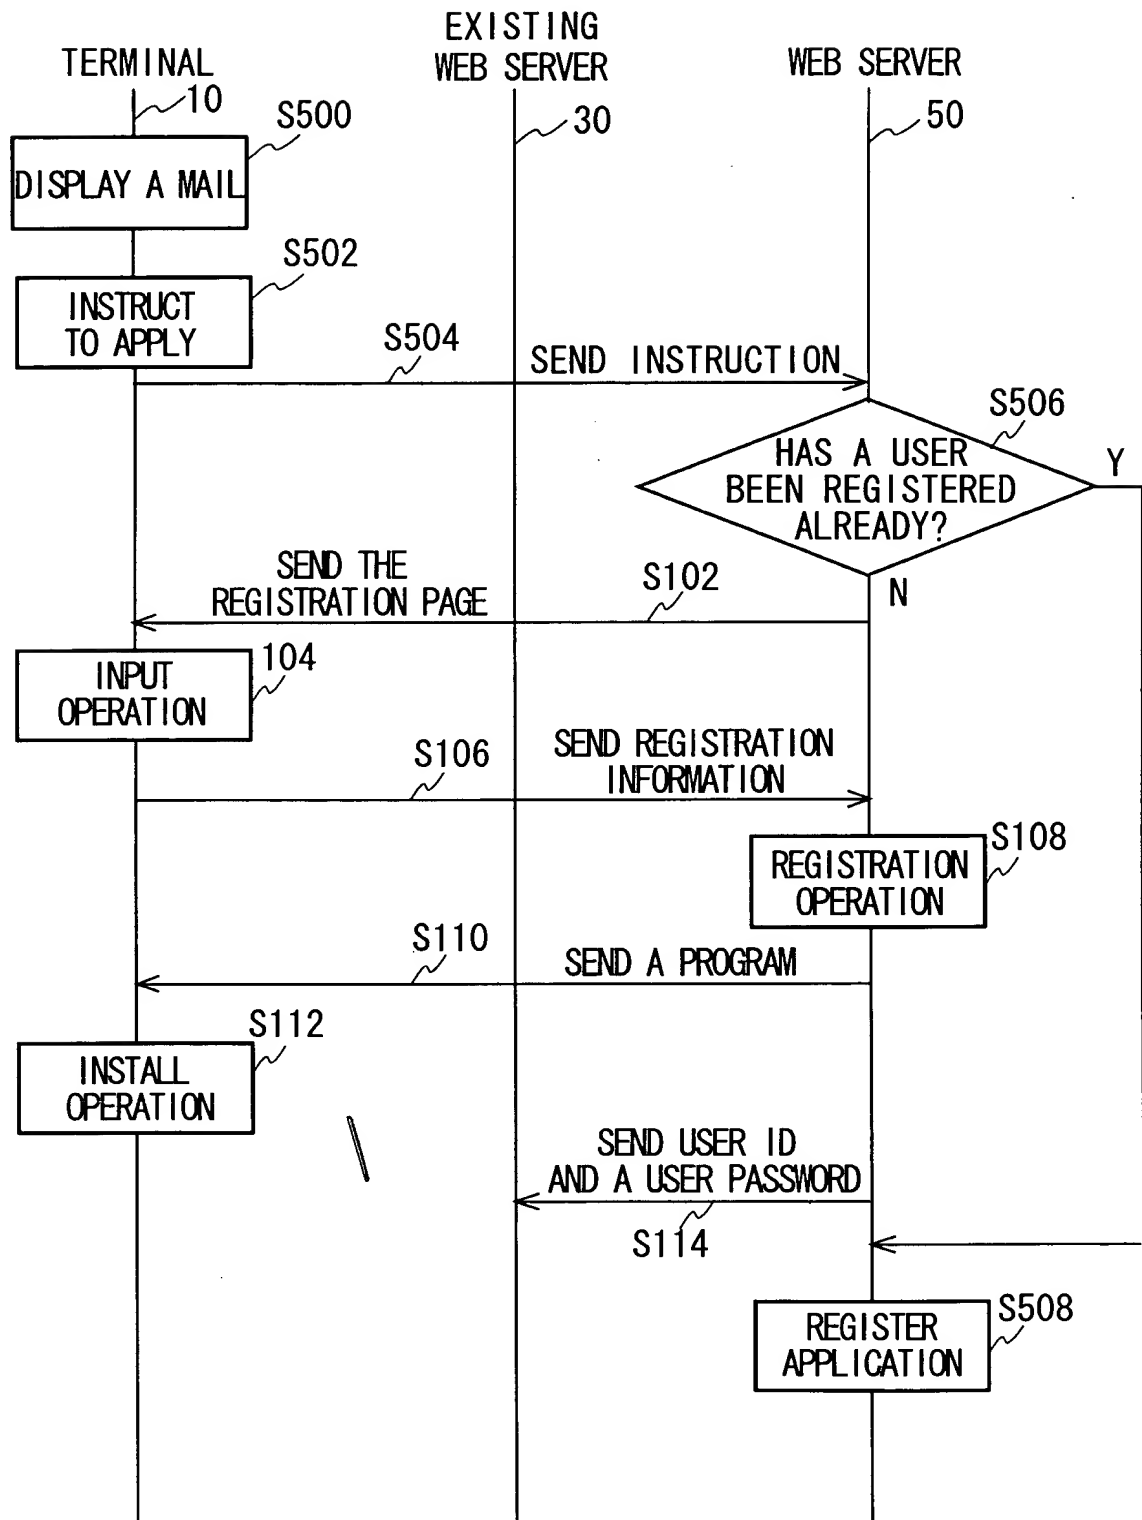 TERMINAL
EXISTING
WEB SERVER
WEB SERVER
10
30
50
S500
DISPLAY A MAIL
S502
INSTRUCT
TO APPLY
S504
SEND INSTRUCTION
S506
HAS A USER
BEEN REGISTERED
ALREADY?
Y
N
SEND THE
REGISTRATION PAGE
S102
104
INPUT
OPERATION
S106
SEND REGISTRATION
INFORMATION
S108
REGISTRATION
OPERATION
S110
SEND A PROGRAM
S112
INSTALL
OPERATION
SEND USER ID
AND A USER PASSWORD
S114
S508
REGISTER
APPLICATION